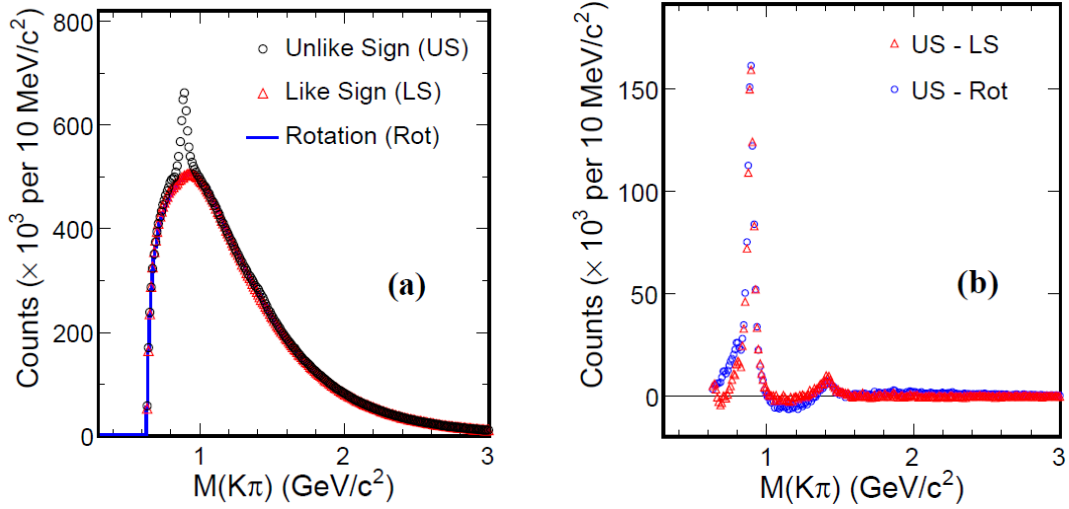 800
600
400
200
0
Counts (× 10³ per 10 MeV/c²)
Unlike Sign (US)
Like Sign (LS)
Rotation (Rot)
(a)
1
2
3
M(Kπ) (GeV/c²)
150
100
50
0
Counts (× 10³ per 10 MeV/c²)
US - LS
US - Rot
(b)
1
2
3
M(Kπ) (GeV/c²)